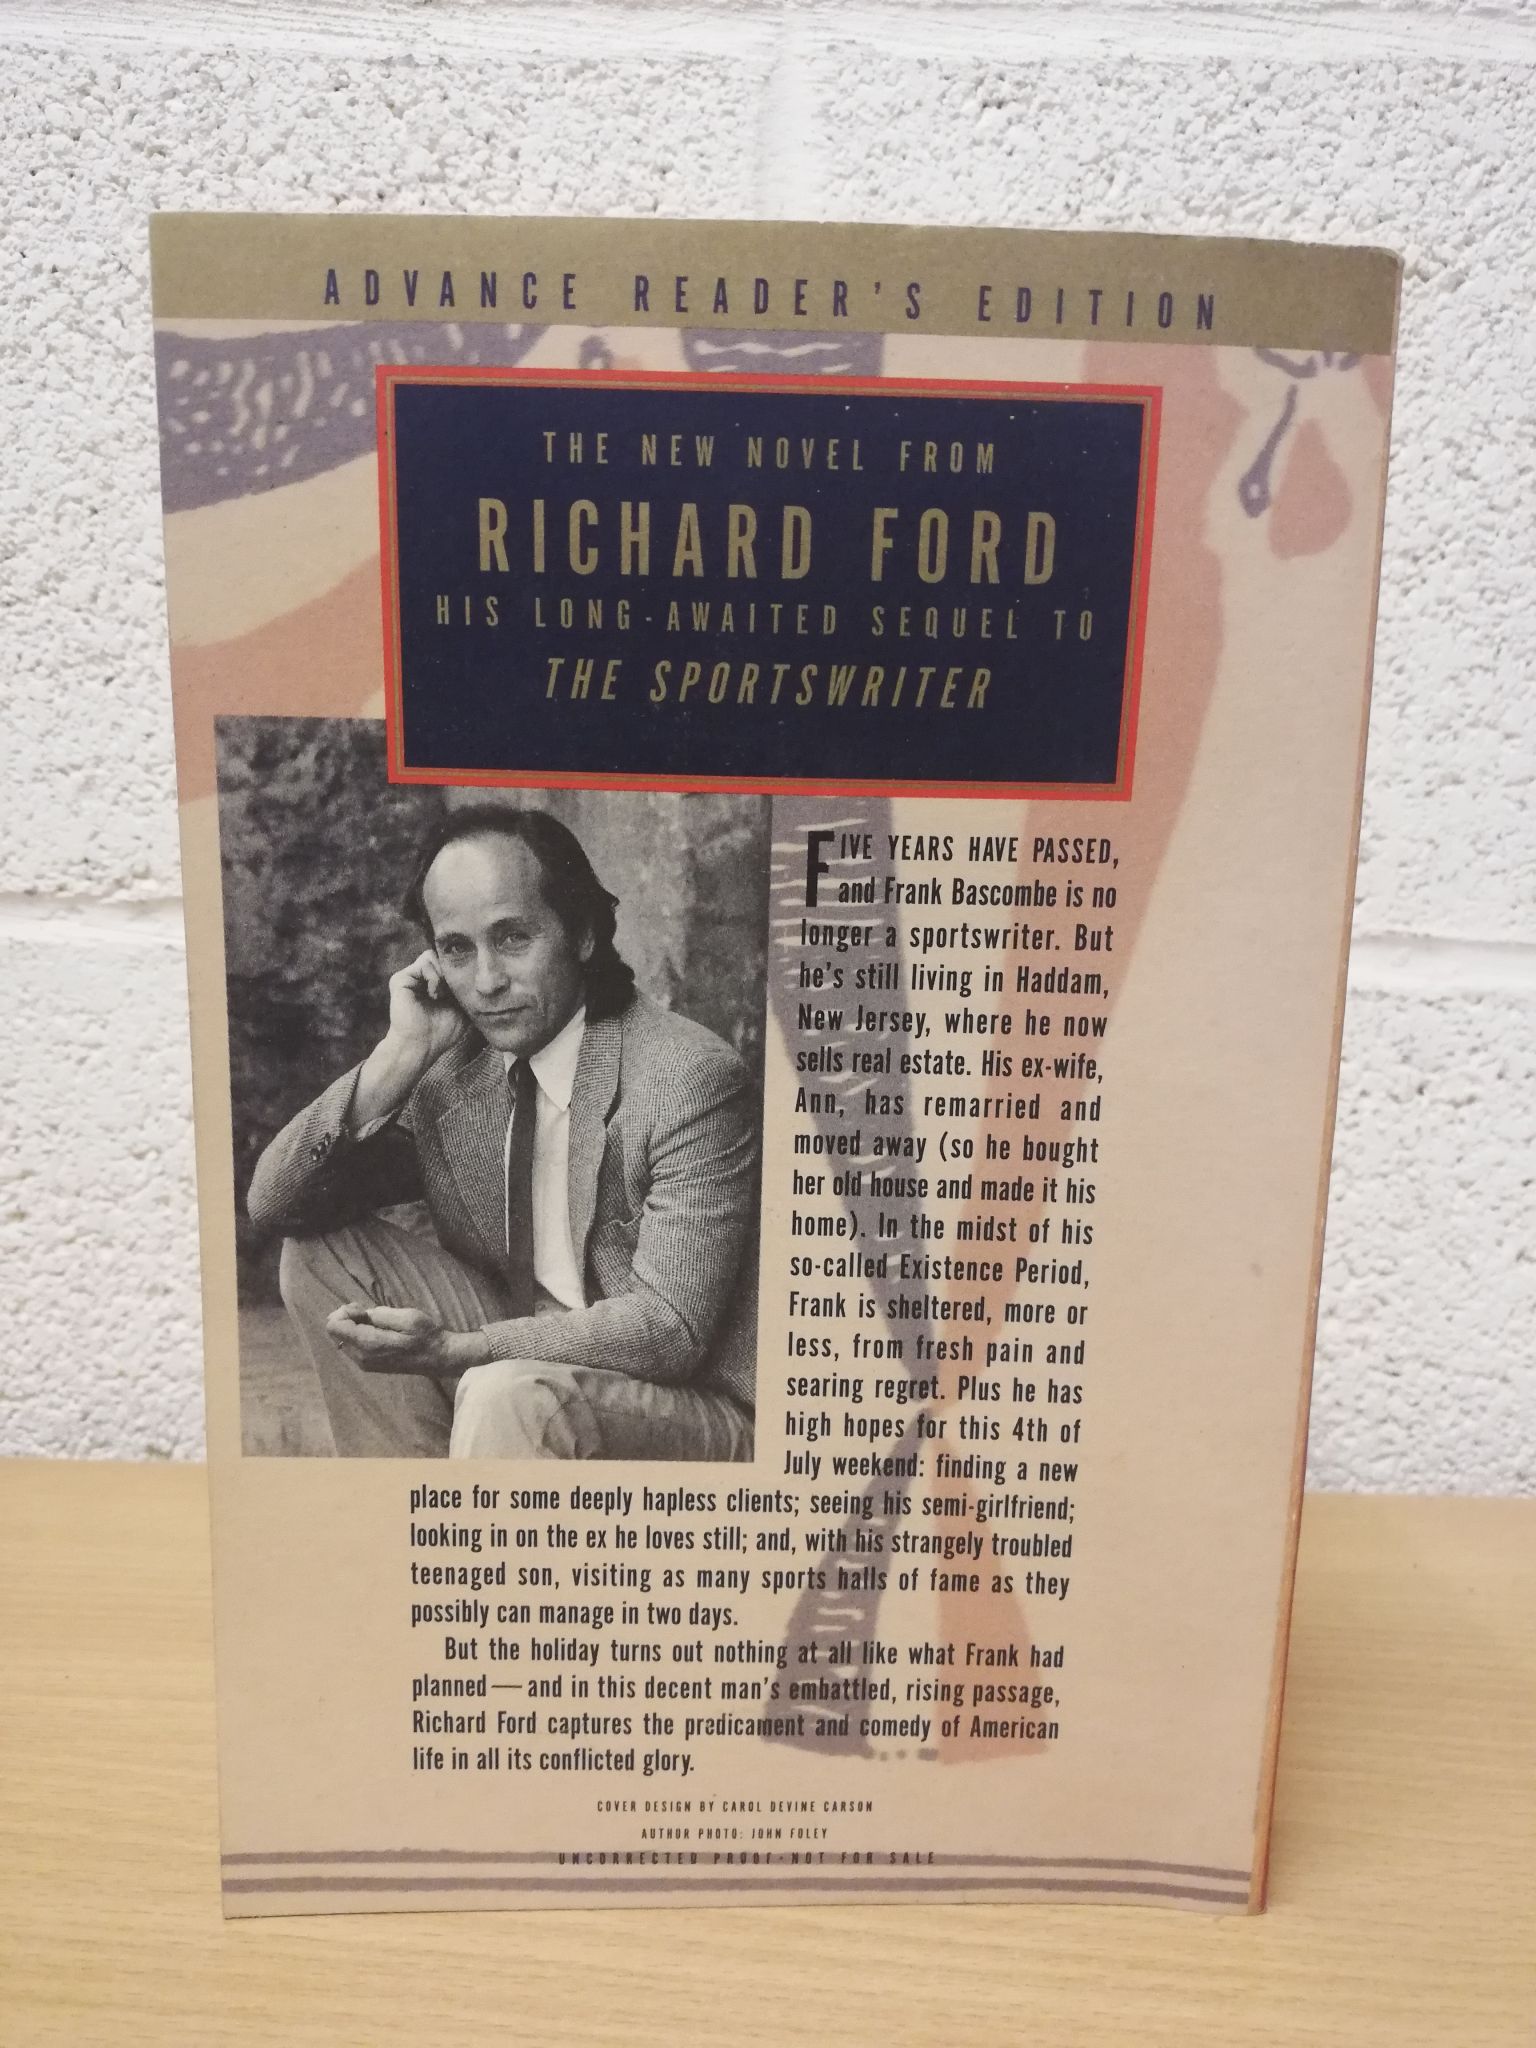 ADVANCE READER'S EDITION
THE NEW NOVEL FROM
RICHARD FORD
HIS LONG-AWAITED SEQUEL TO
THE SPORTSWRITER
FIVE YEARS HAVE PASSED,
and Frank Bascombe is no
longer a sportswriter. But
he's still living in Haddam,
New Jersey, where he now
sells real estate. His ex-wife,
Ann, has remarried and
moved away (so he bought
her old house and made it his
home). In the midst of his
so-called Existence Period,
Frank is sheltered, more or
less, from fresh pain and
searing regret. Plus he has
high hopes for this 4th of
July weekend: finding a new
place for some deeply hapless clients; seeing his semi-girlfriend;
looking in on the ex he loves still; and, with his strangely troubled
teenaged son, visiting as many sports halls of fame as they
possibly can manage in two days.
But the holiday turns out nothing at all like what Frank had
planned—and in this decent man's embattled, rising passage,
Richard Ford captures the predicament and comedy of American
life in all its conflicted glory.
COVER DESIGN BY CAROL DEVINE CARSON
AUTHOR PHOTO: JOHN FOLEY
UNCORRECTED PROOF-NOT FOR SALE